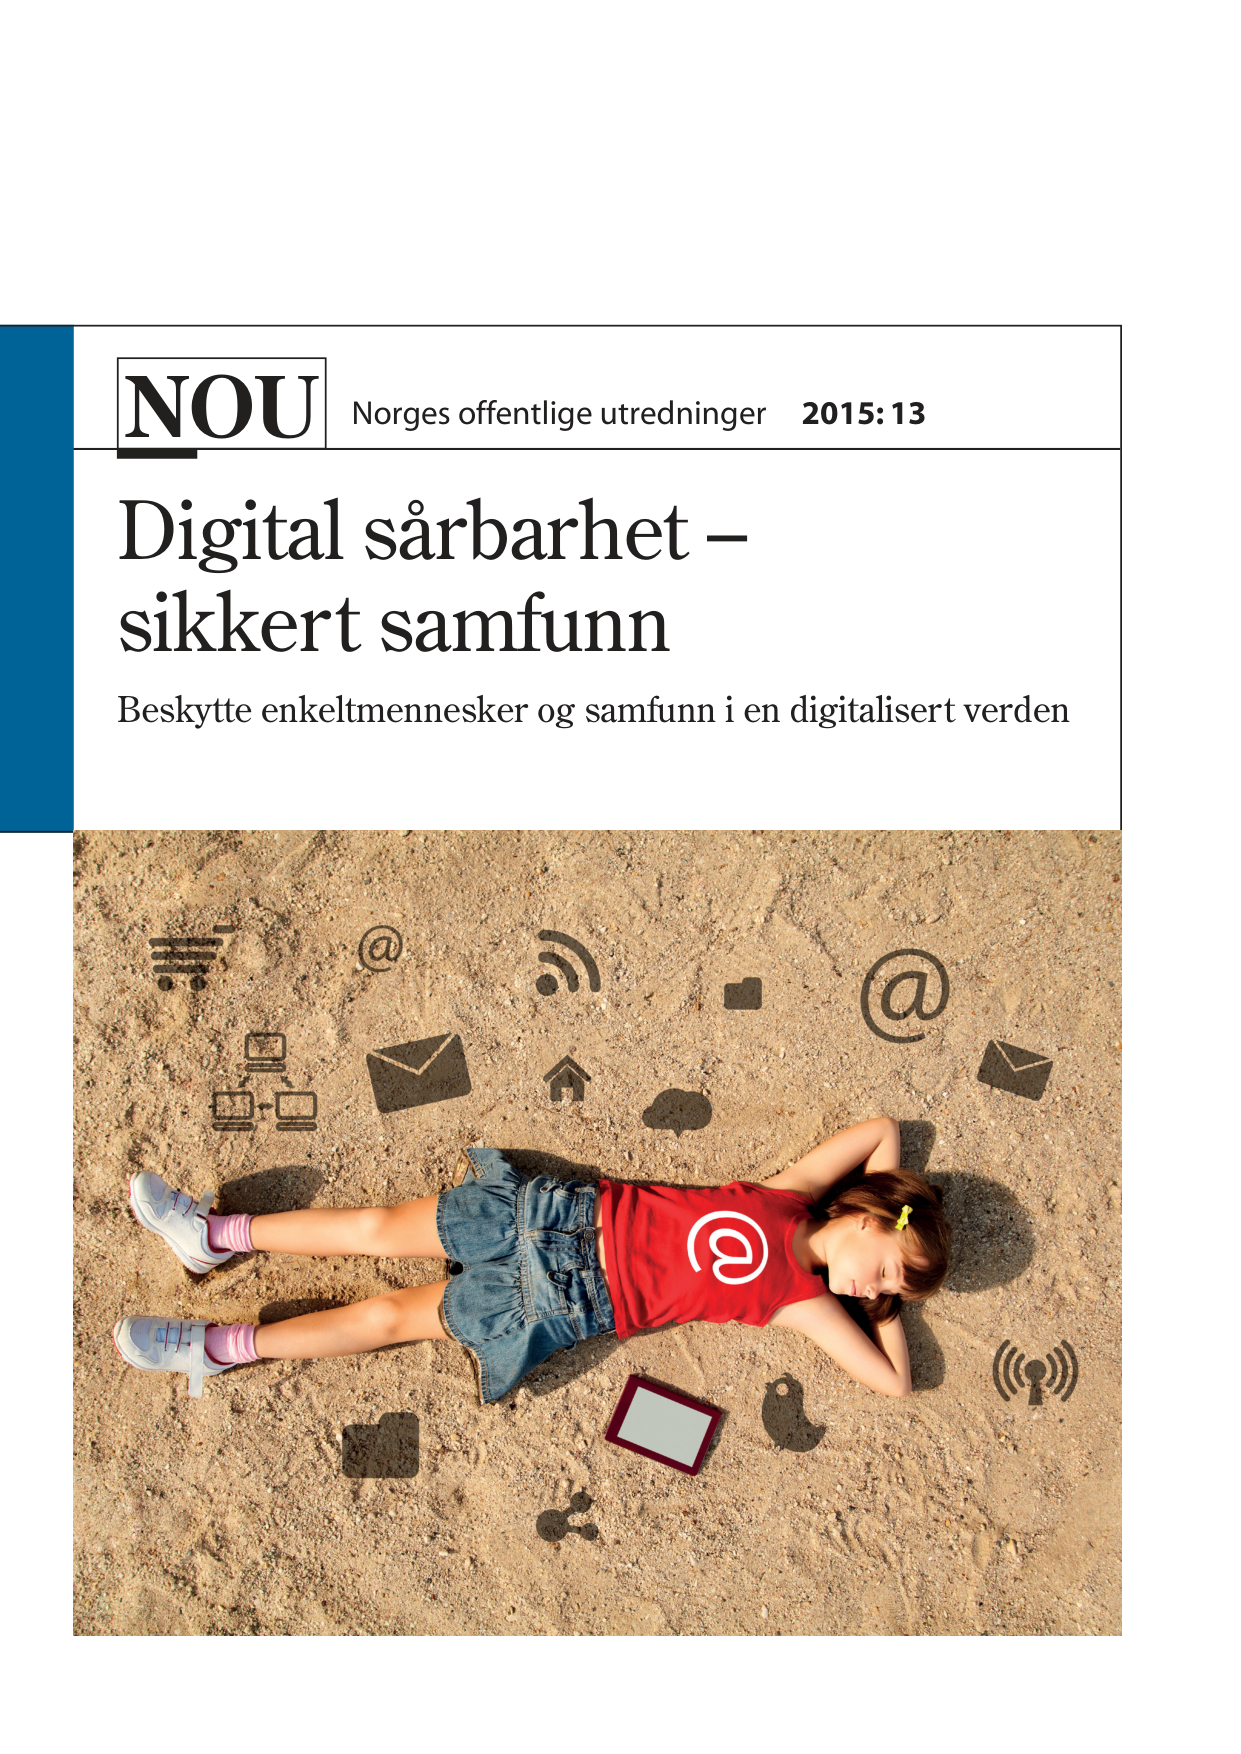 NOU
Norges offentlige utredninger 2015: 13
Digital sårbarhet –
sikkert samfunn
Beskytte enkeltmennesker og samfunn i en digitalisert verden
@
@
@